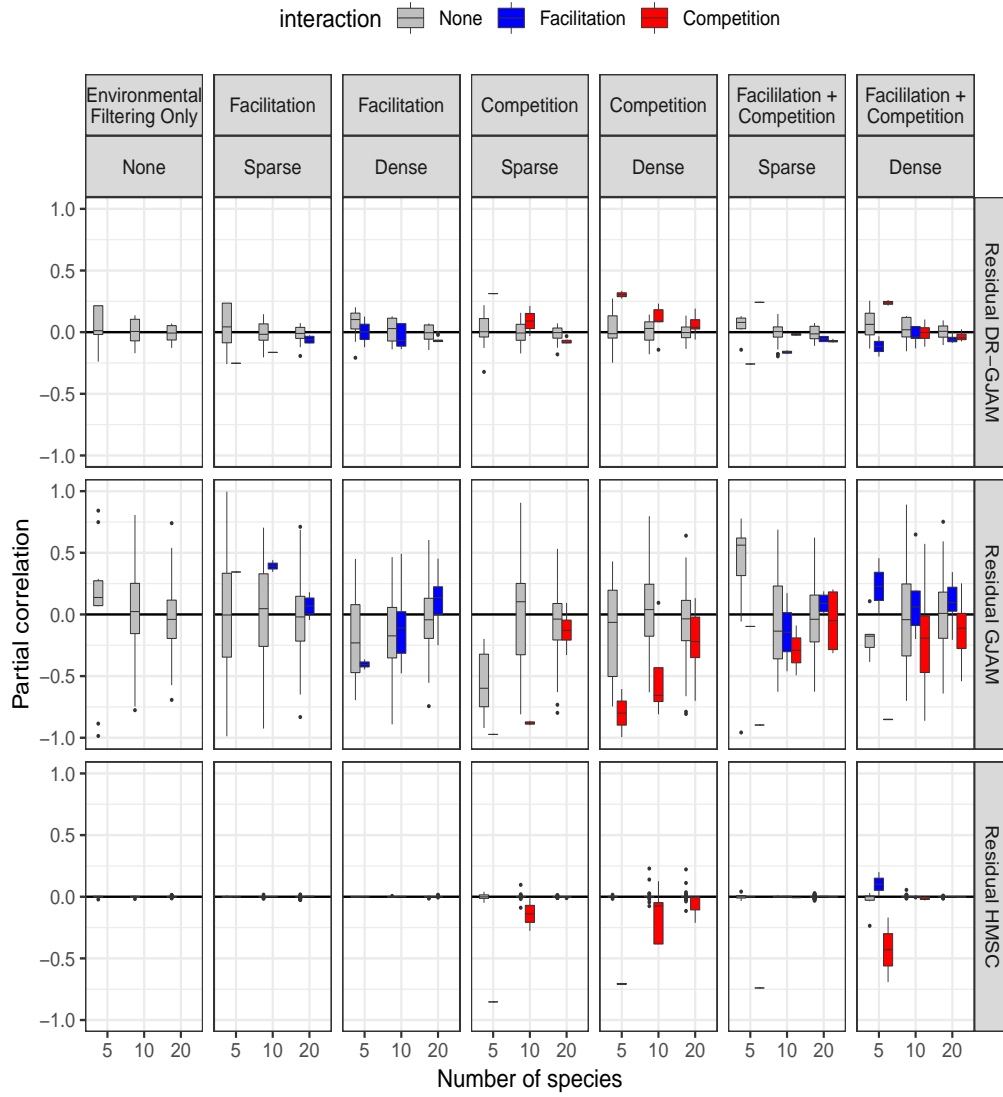 interaction None Facilitation Competition
Environmental
Filtering Only
Facilitation
Facilitation
Competition
Competition
Facililation +
Competition
Facililation +
Competition
None
Sparse
Dense
Sparse
Dense
Sparse
Dense
Partial correlation
1.0
0.5
0.0
−0.5
−1.0
Residual DR−GJAM
1.0
0.5
0.0
−0.5
−1.0
Residual GJAM
1.0
0.5
0.0
−0.5
−1.0
Residual HMSC
5 10 20 5 10 20 5 10 20 5 10 20 5 10 20 5 10 20 5 10 20
Number of species